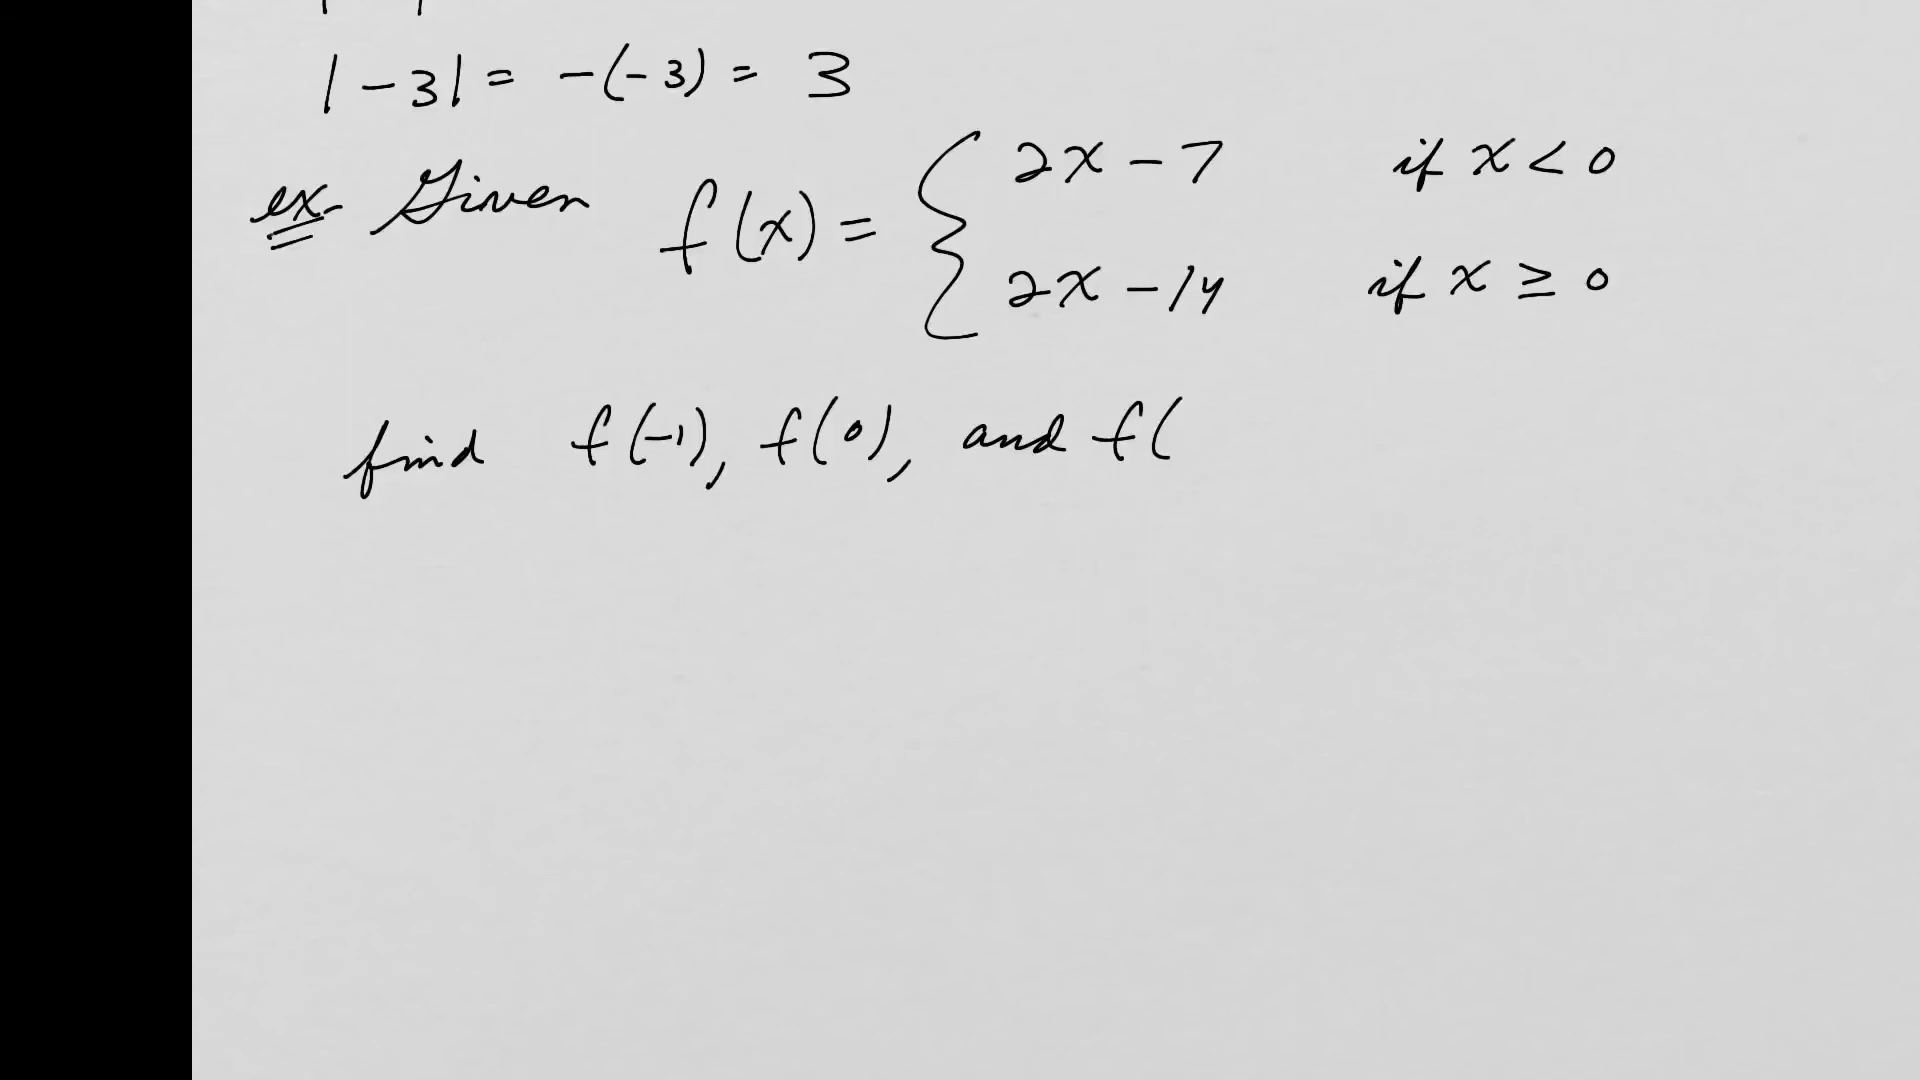 |-3| = -(-3) = 3
ex. Given f(x) = { 2x - 7 if x < 0
2x - 14 if x ≥ 0
find f(-1), f(0), and f(